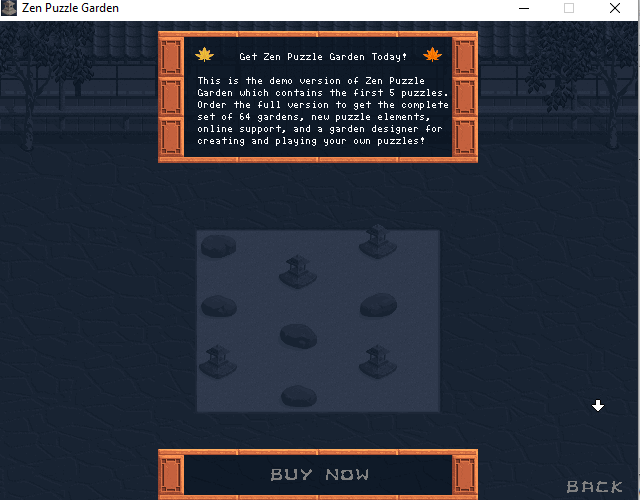 Zen Puzzle Garden
Get Zen Puzzle Garden Today!
This is the demo version of Zen Puzzle
Garden which contains the first 5 puzzles.
Order the full version to get the complete
set of 64 gardens, new puzzle elements,
online support, and a garden designer for
creating and playing your own puzzles!
BUY NOW
BACK